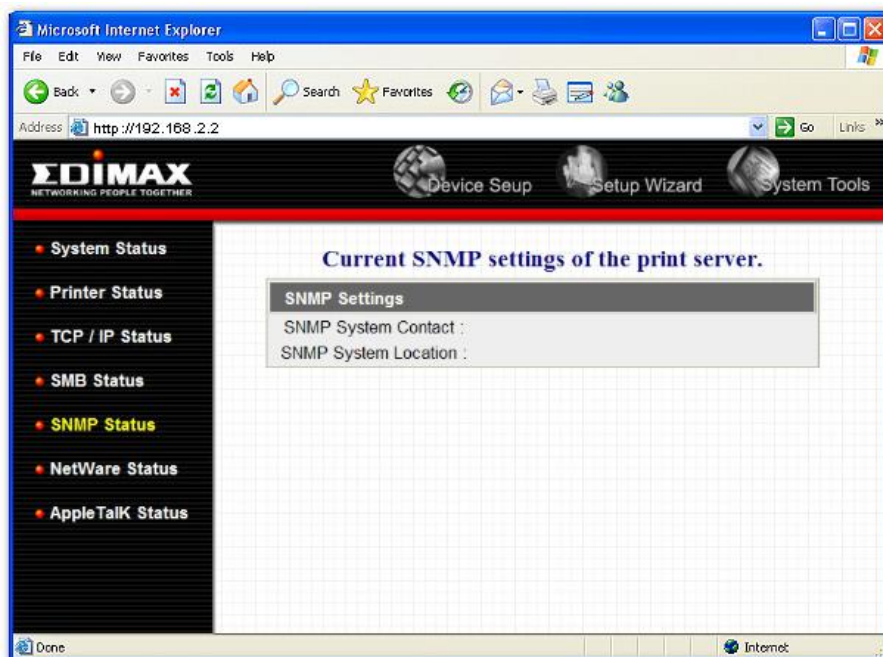 Microsoft Internet Explorer
File Edit View Favorites Tools Help
Back Search Favorites
Address http://192.168.2.2 Go Links »
EDIMAX
NETWORKING PEOPLE TOGETHER
Device Seup Setup Wizard System Tools
System Status
Printer Status
TCP / IP Status
SMB Status
SNMP Status
NetWare Status
AppleTalK Status
Current SNMP settings of the print server.
SNMP Settings
SNMP System Contact :
SNMP System Location :
Done Internet